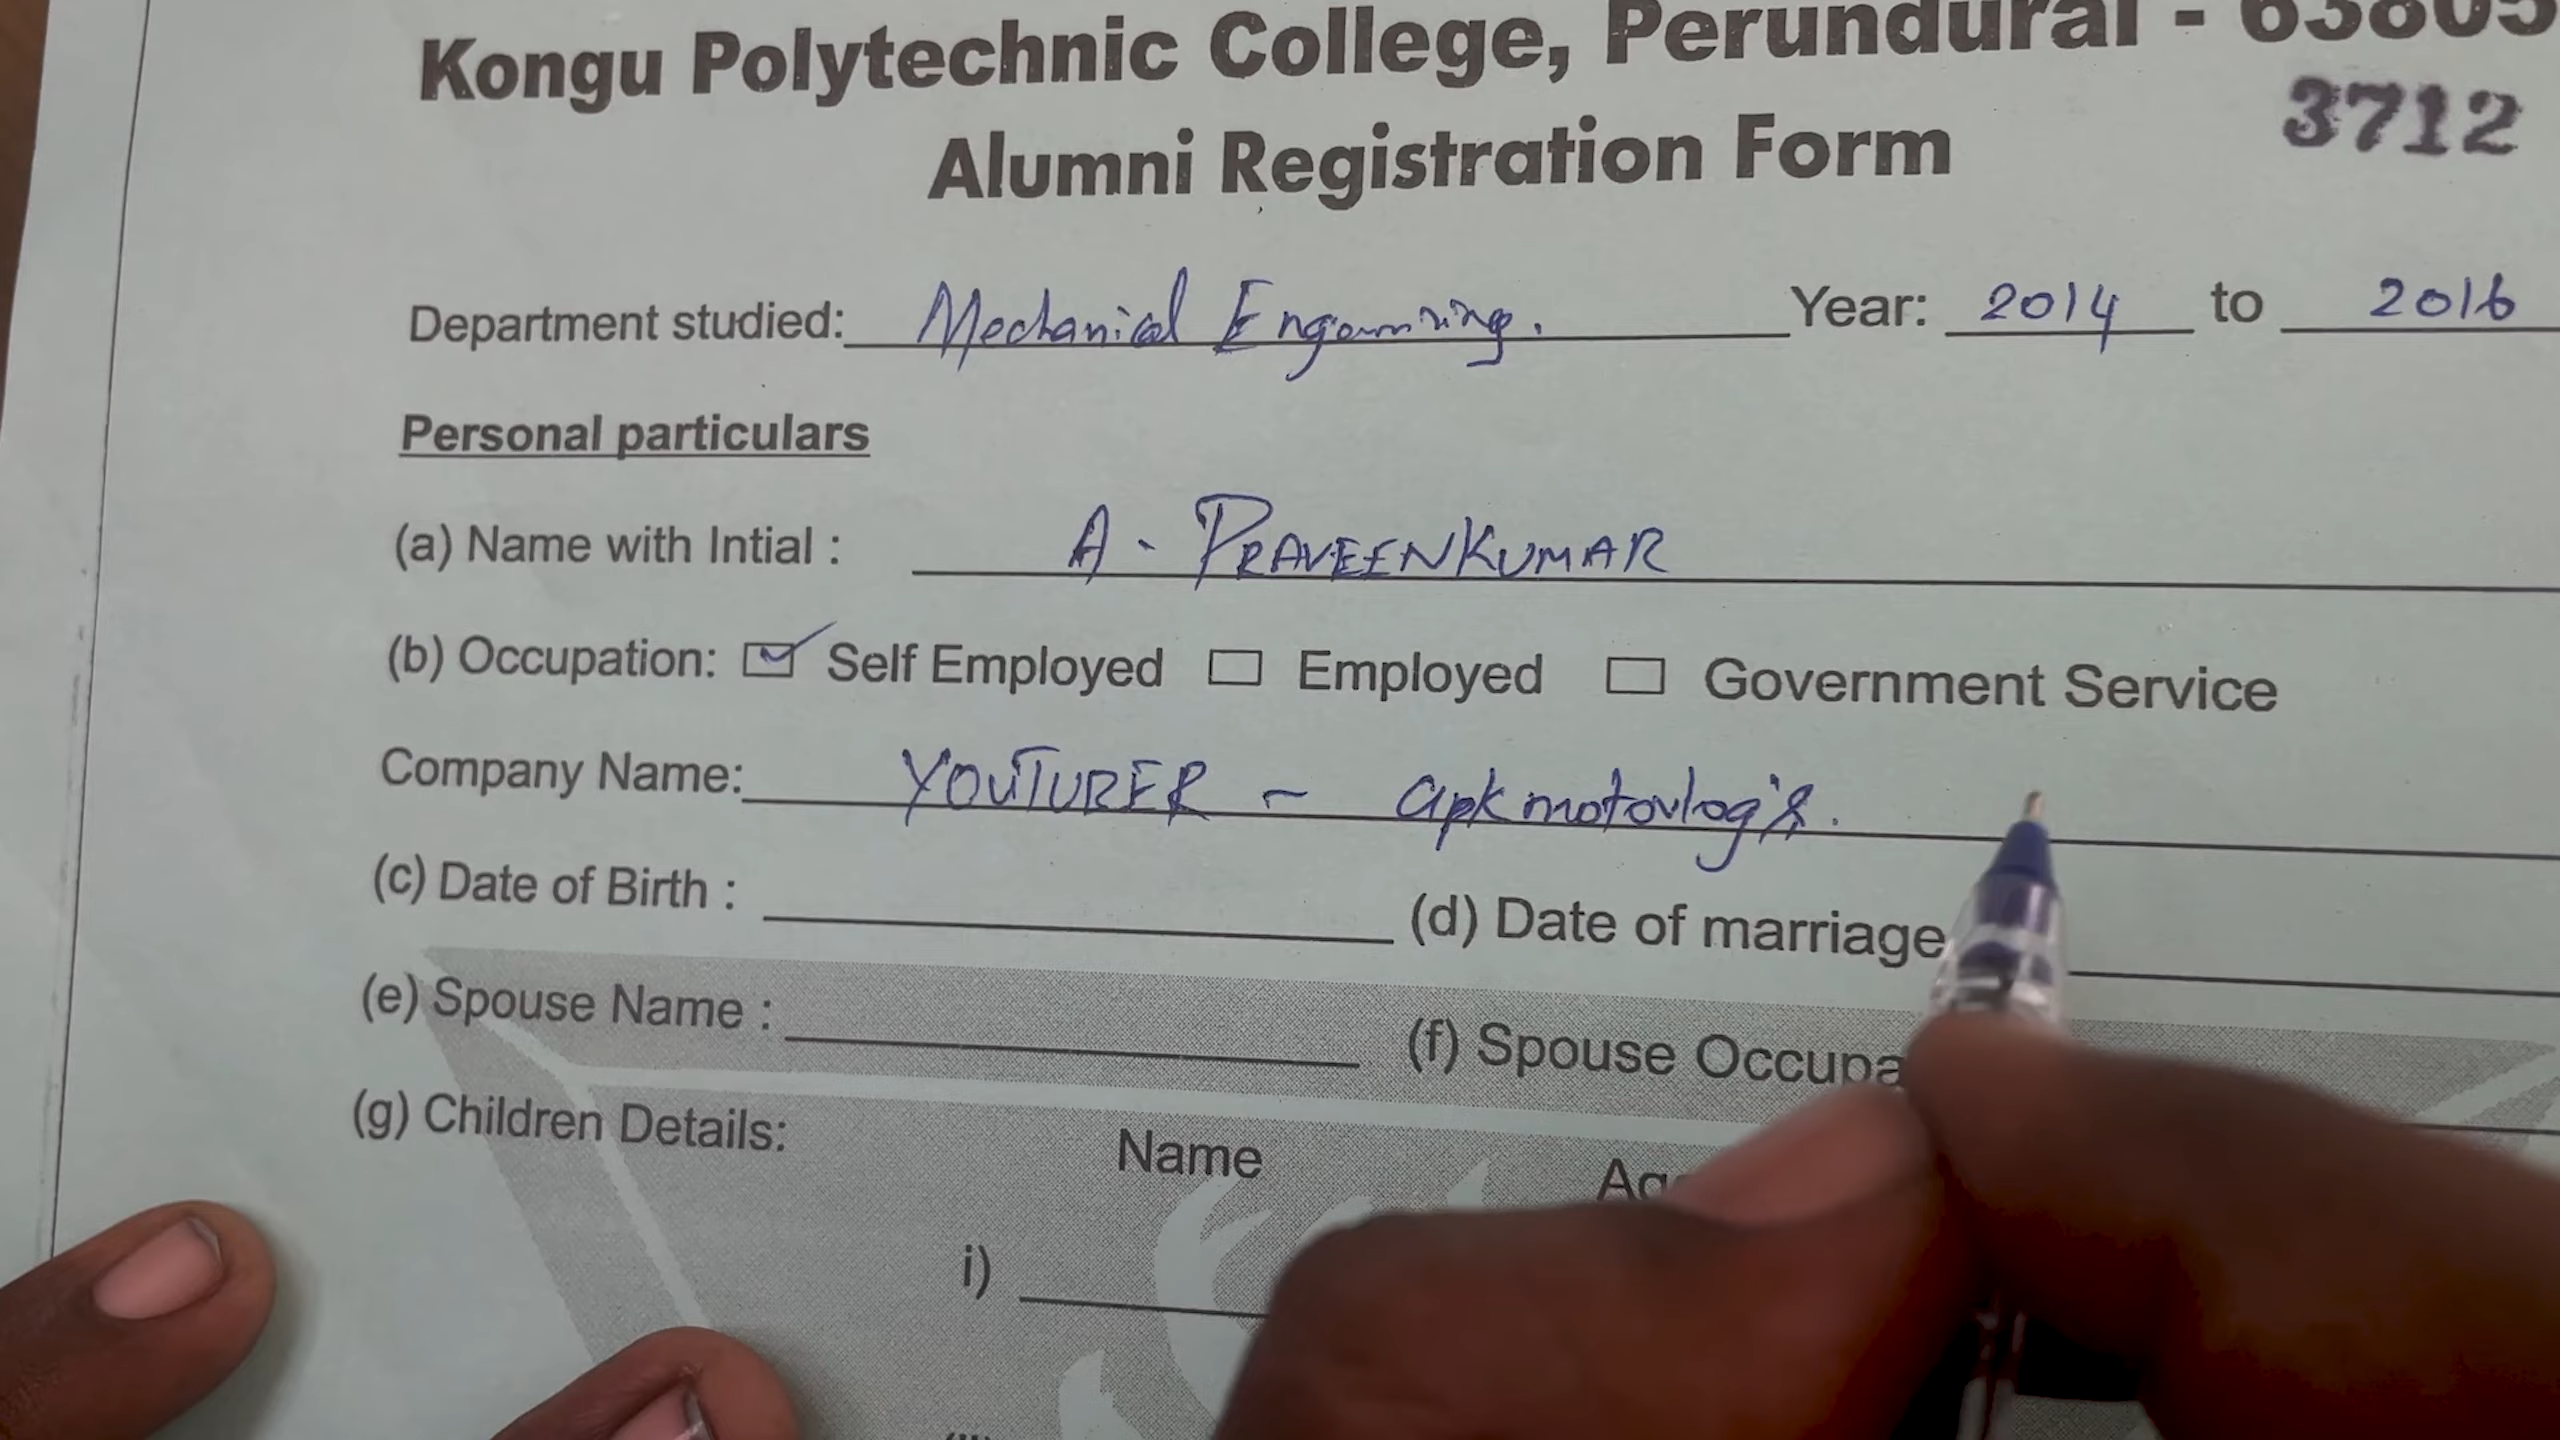 Kongu Polytechnic College, Perundurai - 63805
3712
Alumni Registration Form
Department studied: Mechanical Year: 2014 to 2016
Personal particulars
(a) Name with Intial : A. PRAVEENKUMAR
(b) Occupation: Self Employed Employed Government Service
Company Name: YOUTUBER - apkmotovlog's.
(c) Date of Birth : (d) Date of marriage
(e) Spouse Name : (f) Spouse Occupa
(g) Children Details:
Name Ag
i)